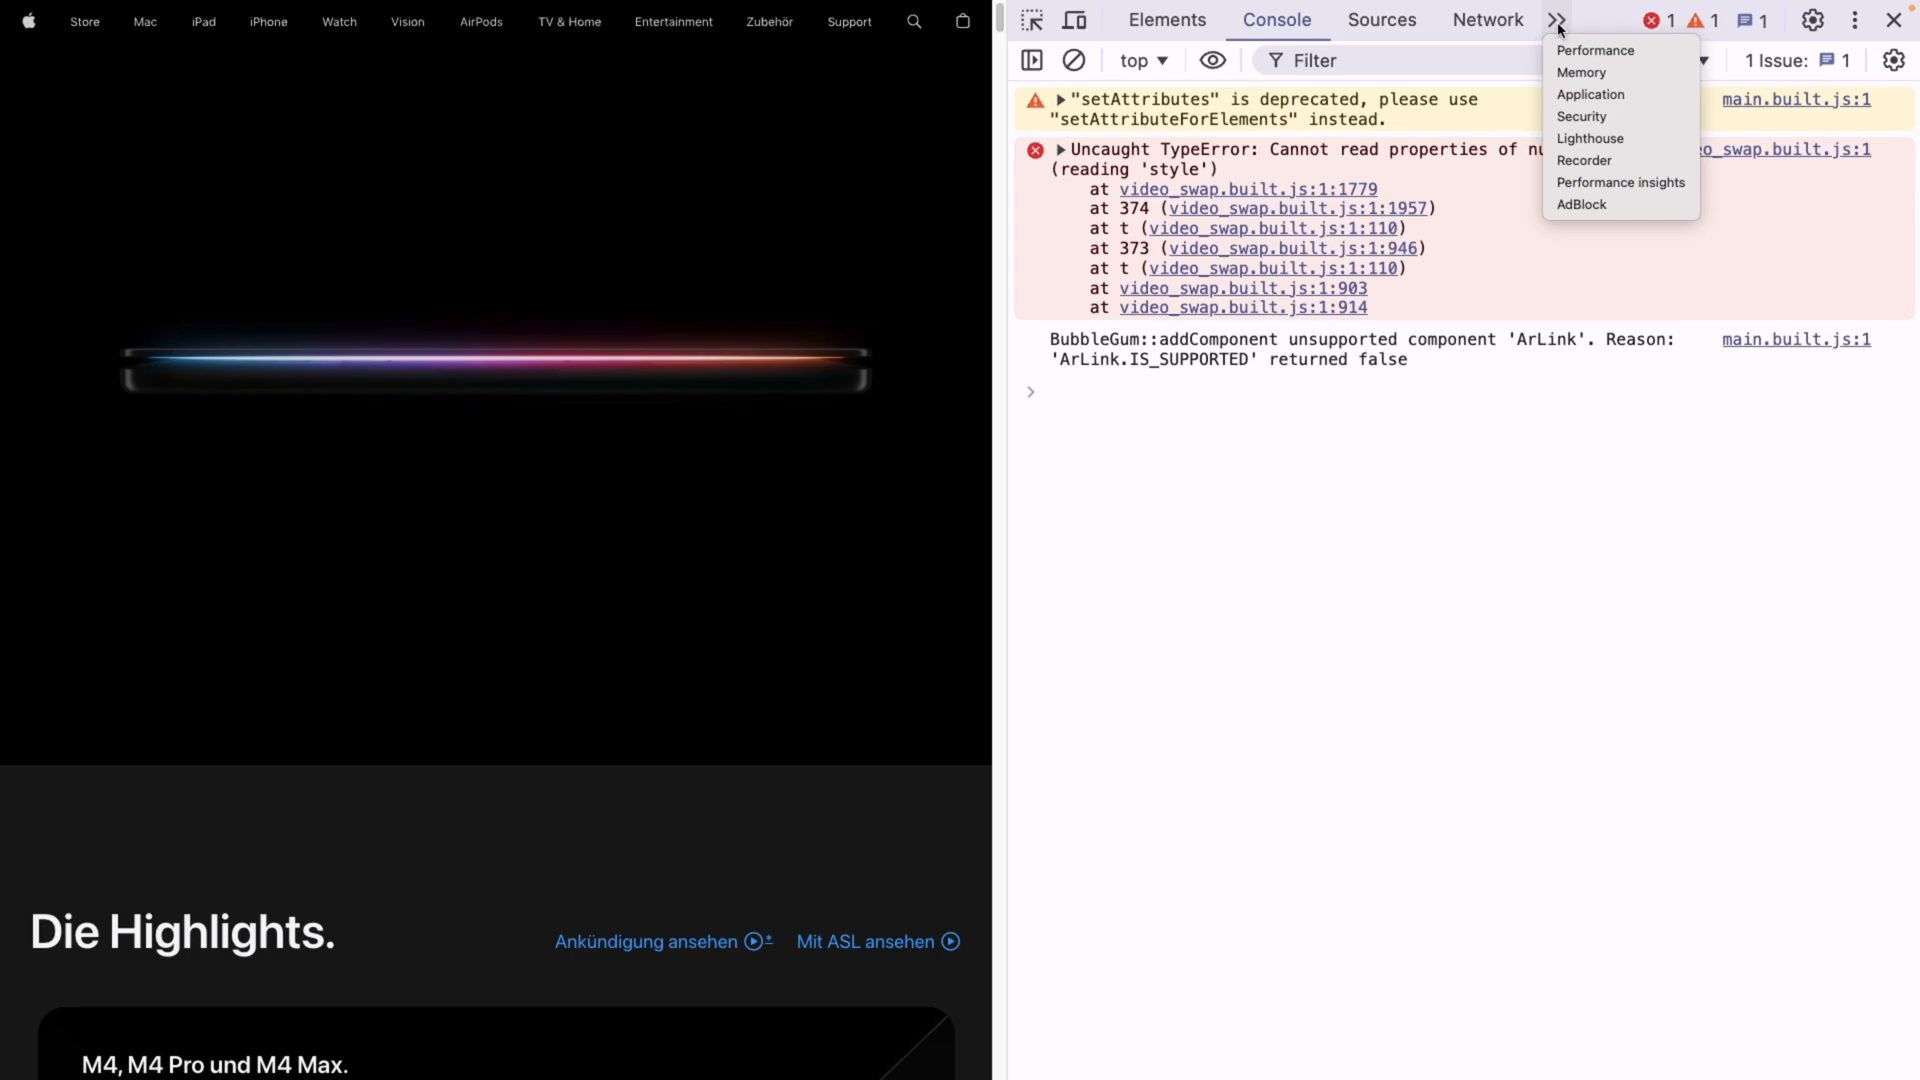 Store Mac iPad iPhone Watch Vision AirPods TV & Home Entertainment Zubehör Support
Die Highlights.
Ankündigung ansehen * Mit ASL ansehen
M4, M4 Pro und M4 Max.
Elements Console Sources Network 1 1 1
top Filter 1 Issue: 1
Performance
Memory
Application
Security
Lighthouse
Recorder
Performance insights
AdBlock
"setAttributes" is deprecated, please use main.built.js:1
"setAttributeForElements" instead.
Uncaught TypeError: Cannot read properties of o_swap.built.js:1
(reading 'style')
at video_swap.built.js:1:1779
at 374 (video_swap.built.js:1:1957)
at t (video_swap.built.js:1:110)
at 373 (video_swap.built.js:1:946)
at t (video_swap.built.js:1:110)
at video_swap.built.js:1:903
at video_swap.built.js:1:914
BubbleGum::addComponent unsupported component 'ArLink'. Reason: main.built.js:1
'ArLink.IS_SUPPORTED' returned false